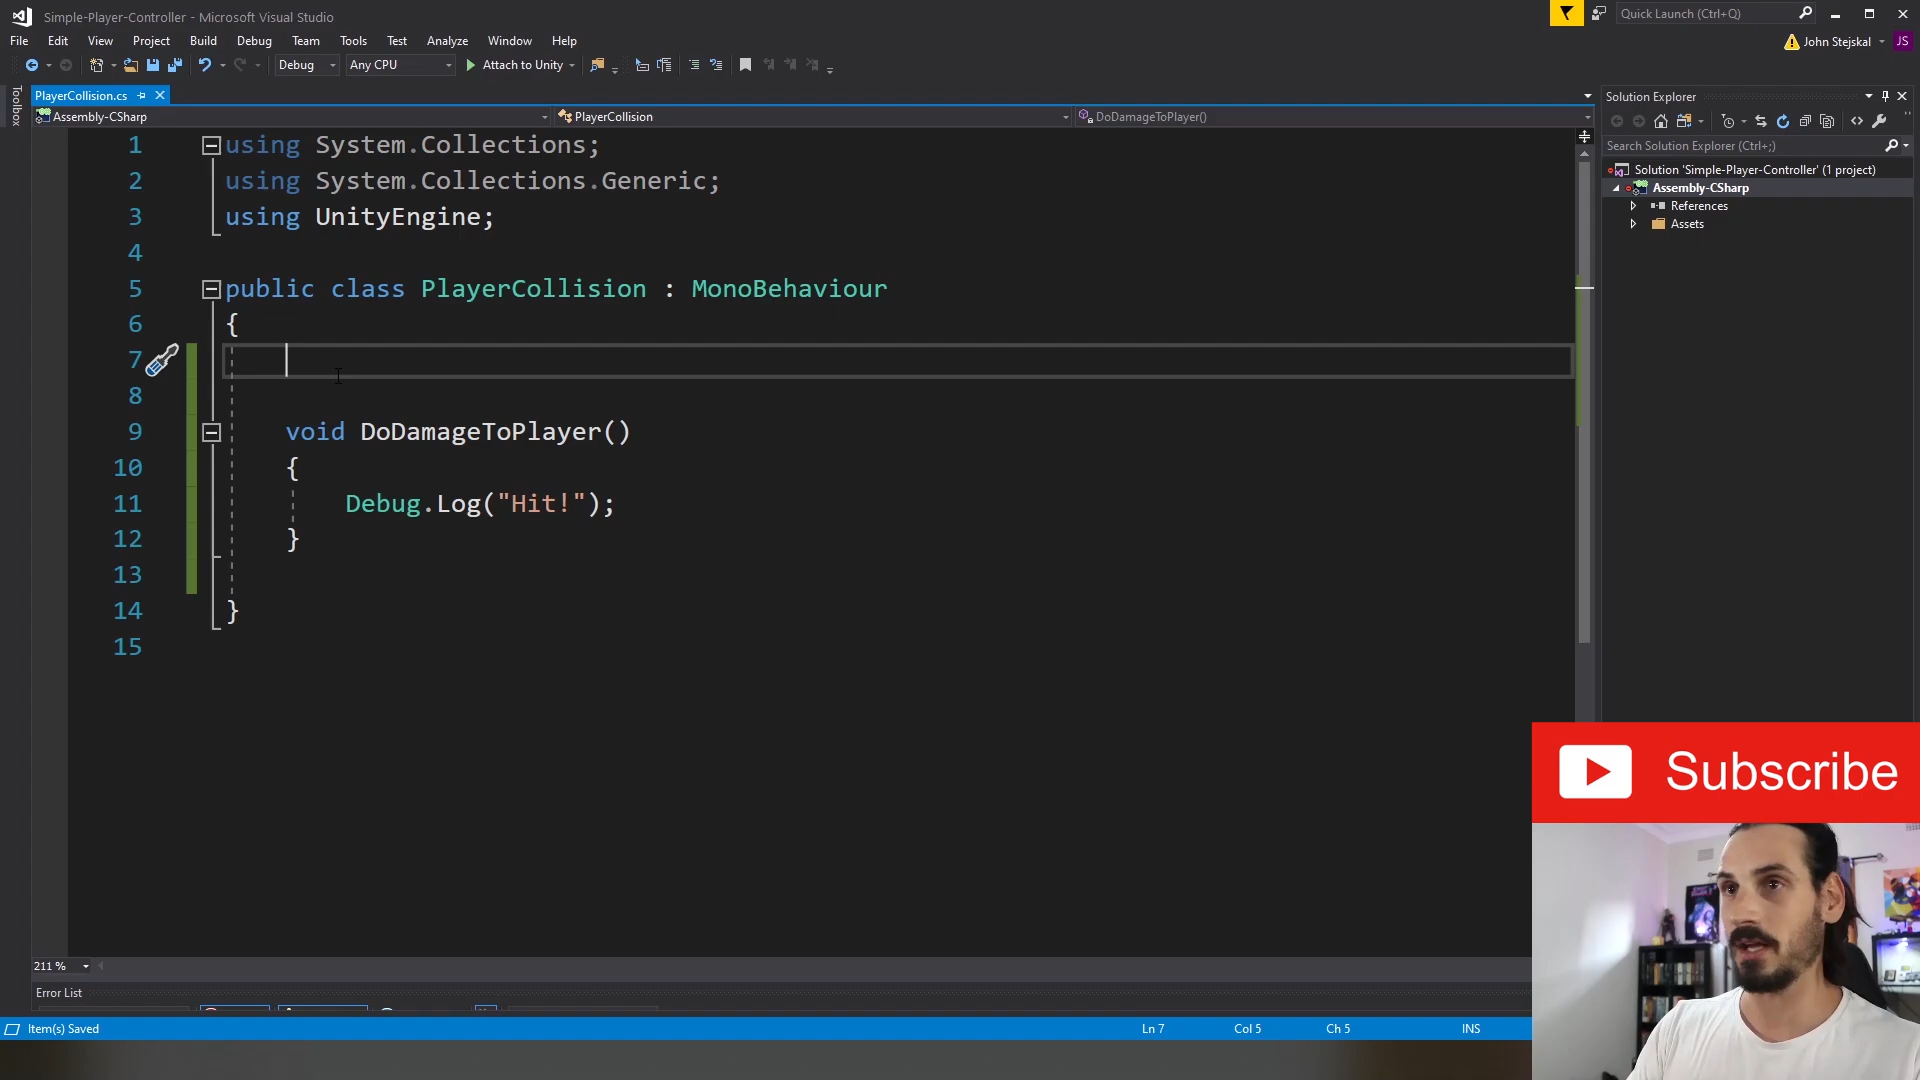 Simple-Player-Controller - Microsoft Visual Studio
Quick Launch (Ctrl+Q)
File Edit View Project Build Debug Team Tools Test Analyze Window Help
John Stejskal JS
Debug Any CPU Attach to Unity
Toolbox
PlayerCollision.cs
Assembly-CSharp PlayerCollision DoDamageToPlayer()
1 using System.Collections;
2 using System.Collections.Generic;
3 using UnityEngine;
4
5 public class PlayerCollision : MonoBehaviour
6 {
7
8
9 void DoDamageToPlayer()
10 {
11 Debug.Log("Hit!");
12 }
13
14 }
15
Solution Explorer
Search Solution Explorer (Ctrl+;)
Solution 'Simple-Player-Controller' (1 project)
Assembly-CSharp
References
Assets
Subscribe
211 %
Error List
Item(s) Saved Ln 7 Col 5 Ch 5 INS